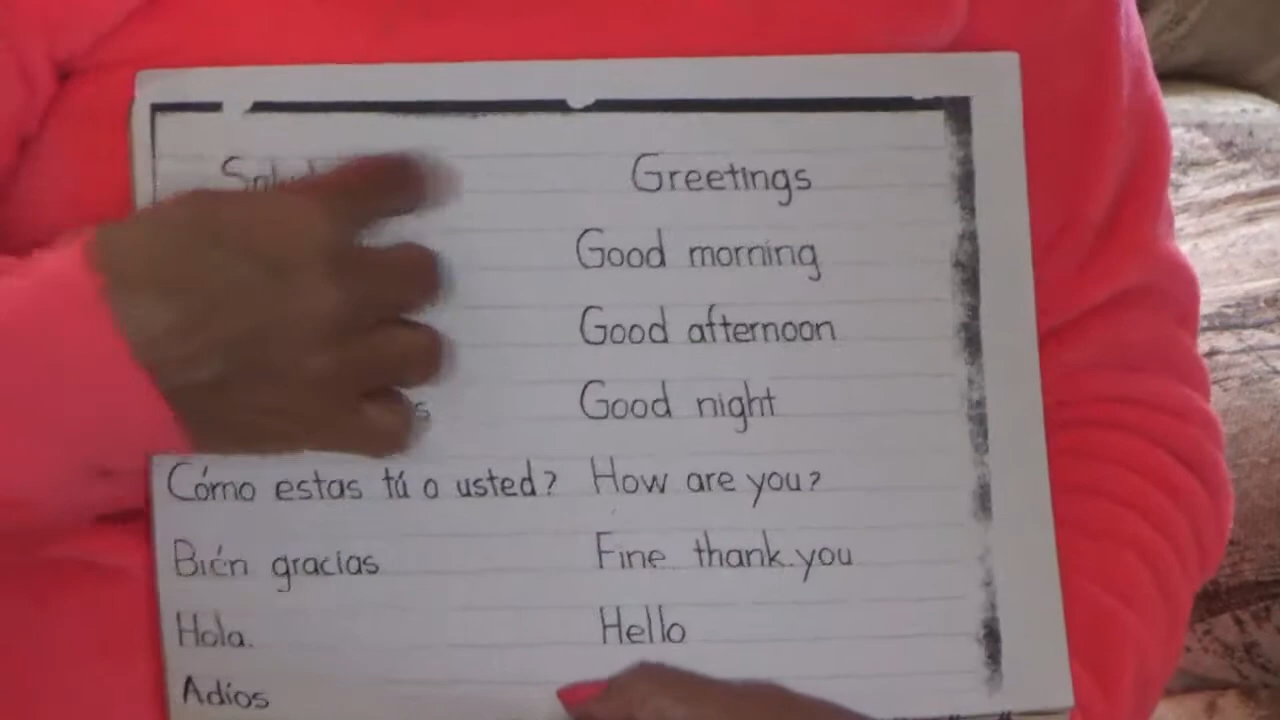 Greetings
Good morning
Good afternoon
Good night
Cómo estas tú o usted? How are you?
Bién gracias Fine thank.you
Hola. Hello
Adíos